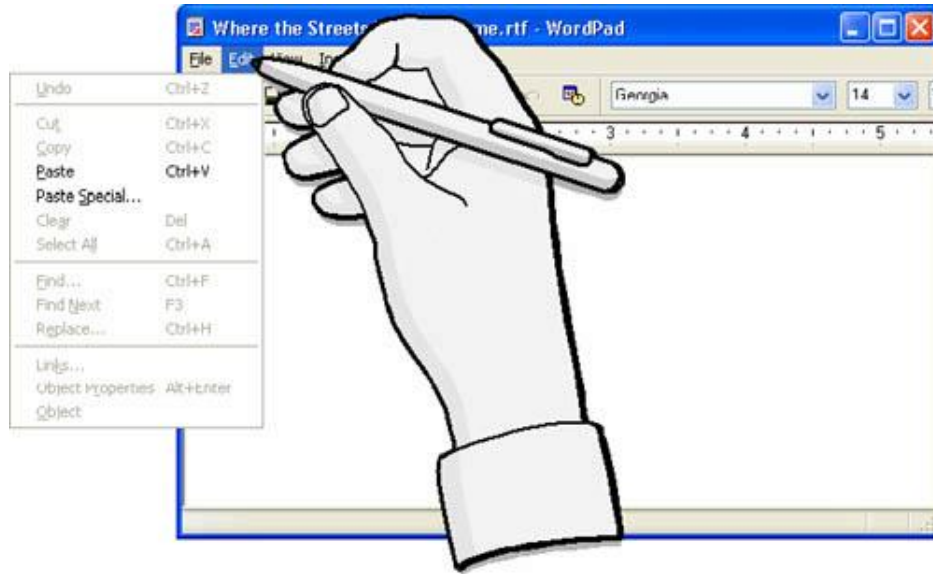 Where the Streets me.rtf - WordPad
File Edit View
Georgia 14
3 4 5
Undo Ctrl+Z
Cut Ctrl+X
Copy Ctrl+C
Paste Ctrl+V
Paste Special...
Clear Del
Select All Ctrl+A
Find... Ctrl+F
Find Next F3
Replace... Ctrl+H
Links...
Object Properties Alt+Enter
Object